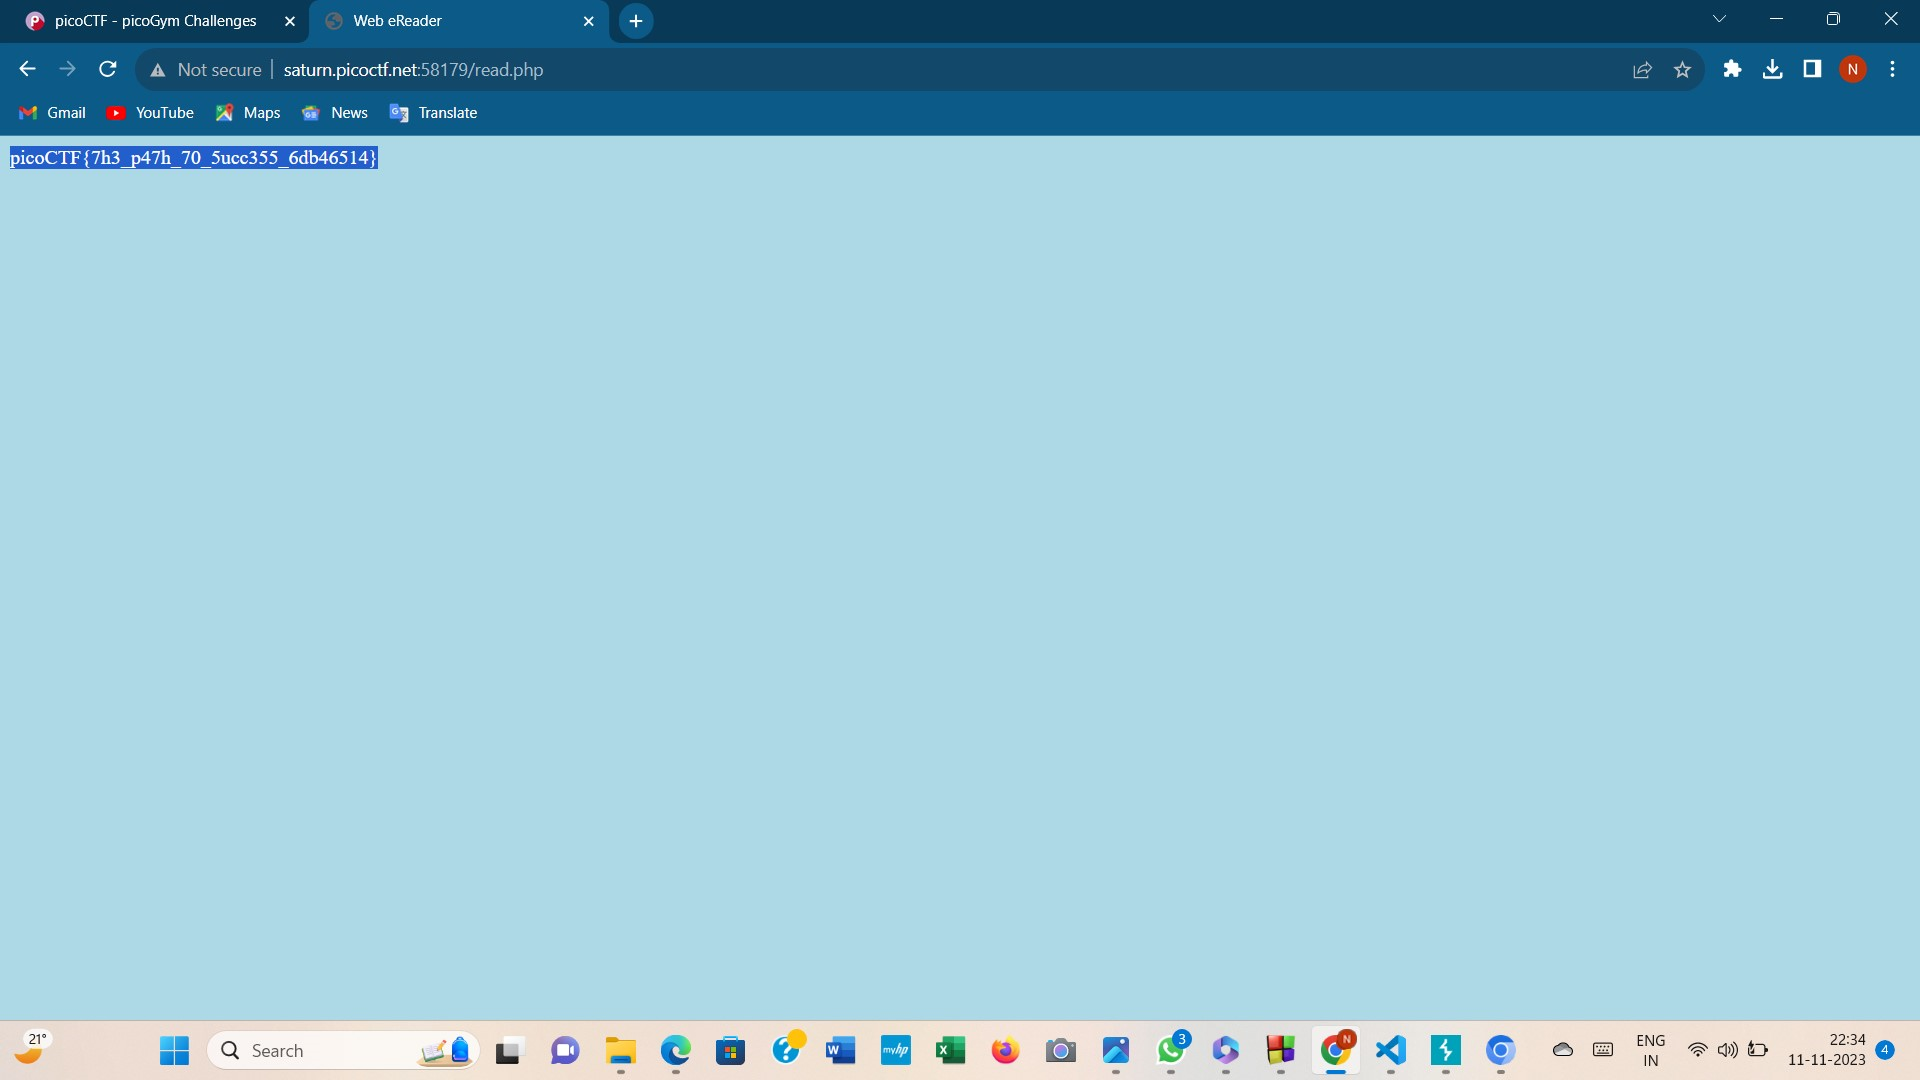 picoCTF - picoGym Challenges
Web eReader
Not secure
saturn.picoctf.net:58179/read.php
N
Gmail
YouTube
Maps
News
Translate
picoCTF{7h3_p47h_70_5ucc355_6db46514}
21°
Search
myhp
3
N
ENG
IN
22:34
11-11-2023
4